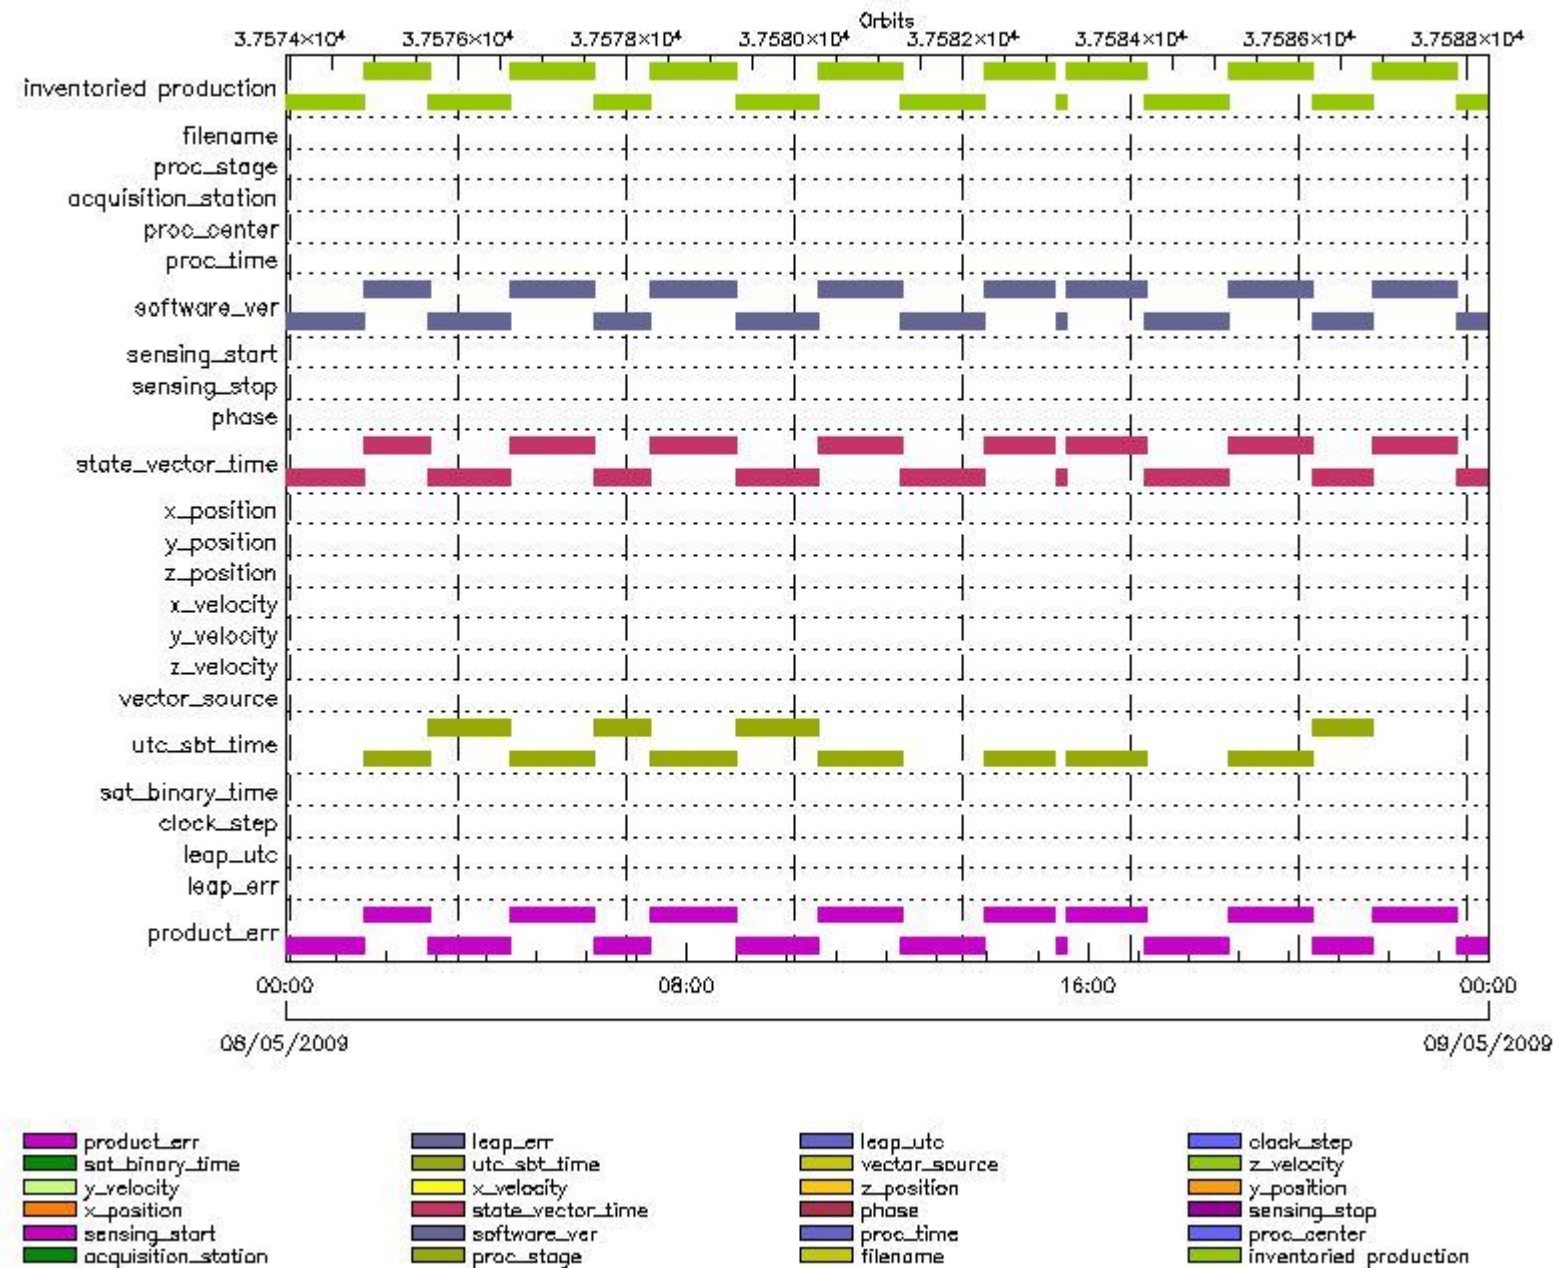 Orbits
3.7574×10⁴ 3.7576×10⁴ 3.7578×10⁴ 3.7580×10⁴ 3.7582×10⁴ 3.7584×10⁴ 3.7586×10⁴ 3.7588×10⁴
inventoried production
filename
proc_stage
acquisition_station
proc_center
proc_time
software_ver
sensing_start
sensing_stop
phase
state_vector_time
x_position
y_position
z_position
x_velocity
y_velocity
z_velocity
vector_source
utc_sbt_time
sat_binary_time
clock_step
leap_utc
leap_err
product_err
00:00 08:00 16:00 00:00
08/05/2009 09/05/2009
product_err leap_err leap_utc clock_step
sat_binary_time utc_sbt_time vector_source z_velocity
y_velocity x_velocity z_position y_position
x_position state_vector_time phase sensing_stop
sensing_start software_ver proc_time proc_center
acquisition_station proc_stage filename inventoried production